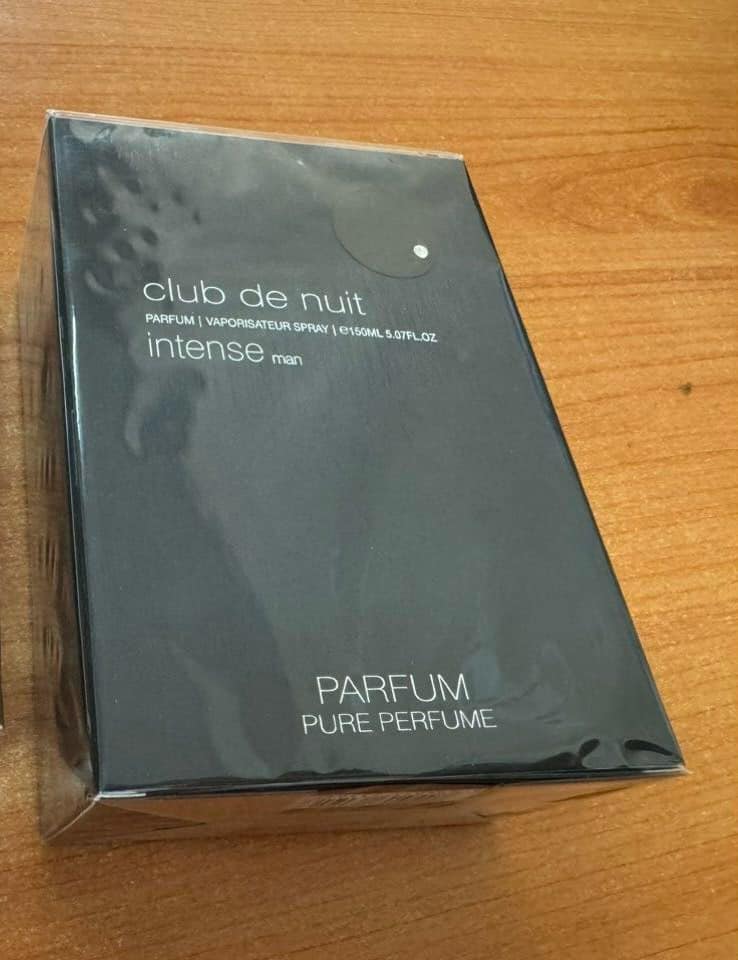 club de nuit
PARFUM | VAPORISATEUR SPRAY | ℮150ML 5.07FL.OZ
intense man
PARFUM
PURE PERFUME